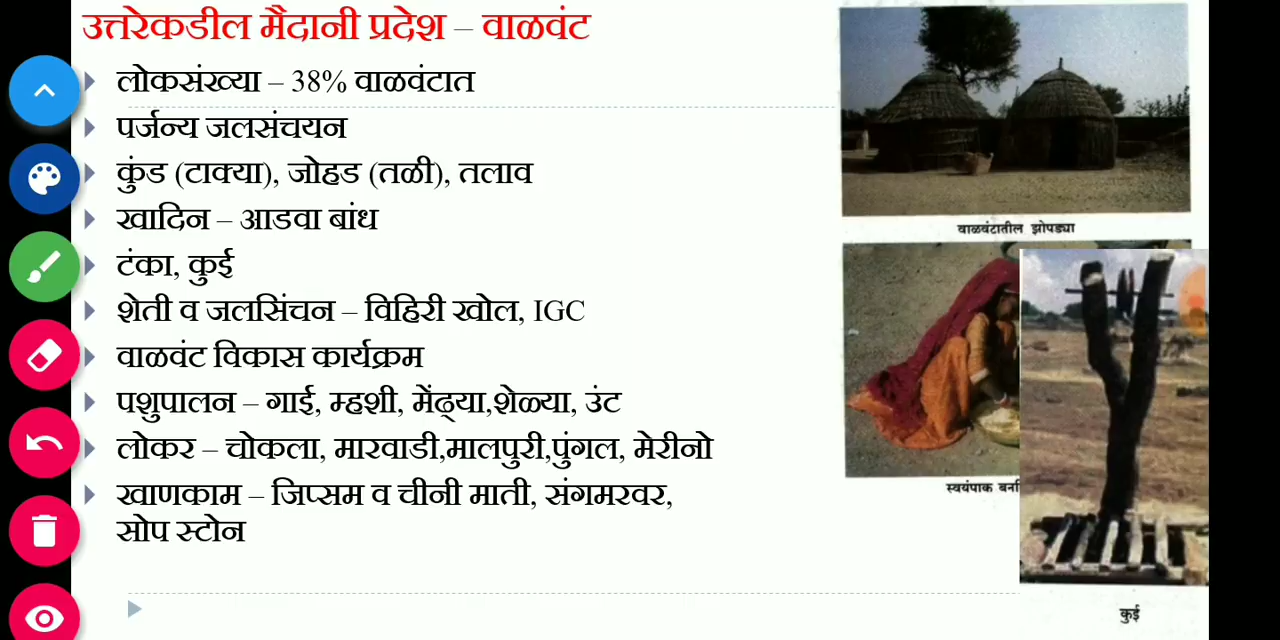 उत्तरेकडील मैदानी प्रदेश – वाळवंट
लोकसंख्या – 38% वाळवंटात
पर्जन्य जलसंचयन
कुंड (टाक्या), जोहड (तळी), तलाव
खादिन – आडवा बांध
टंका, कुई
शेती व जलसिंचन – विहिरी खोल, IGC
वाळवंट विकास कार्यक्रम
पशुपालन – गाई, म्हशी, मेंढ्या,शेळ्या, उंट
लोकर – चोकला, मारवाडी,मालपुरी,पुंगल, मेरीनो
खाणकाम – जिप्सम व चीनी माती, संगमरवर,
सोप स्टोन
वाळवंटातील झोपड्या
स्वयंपाक
कुई